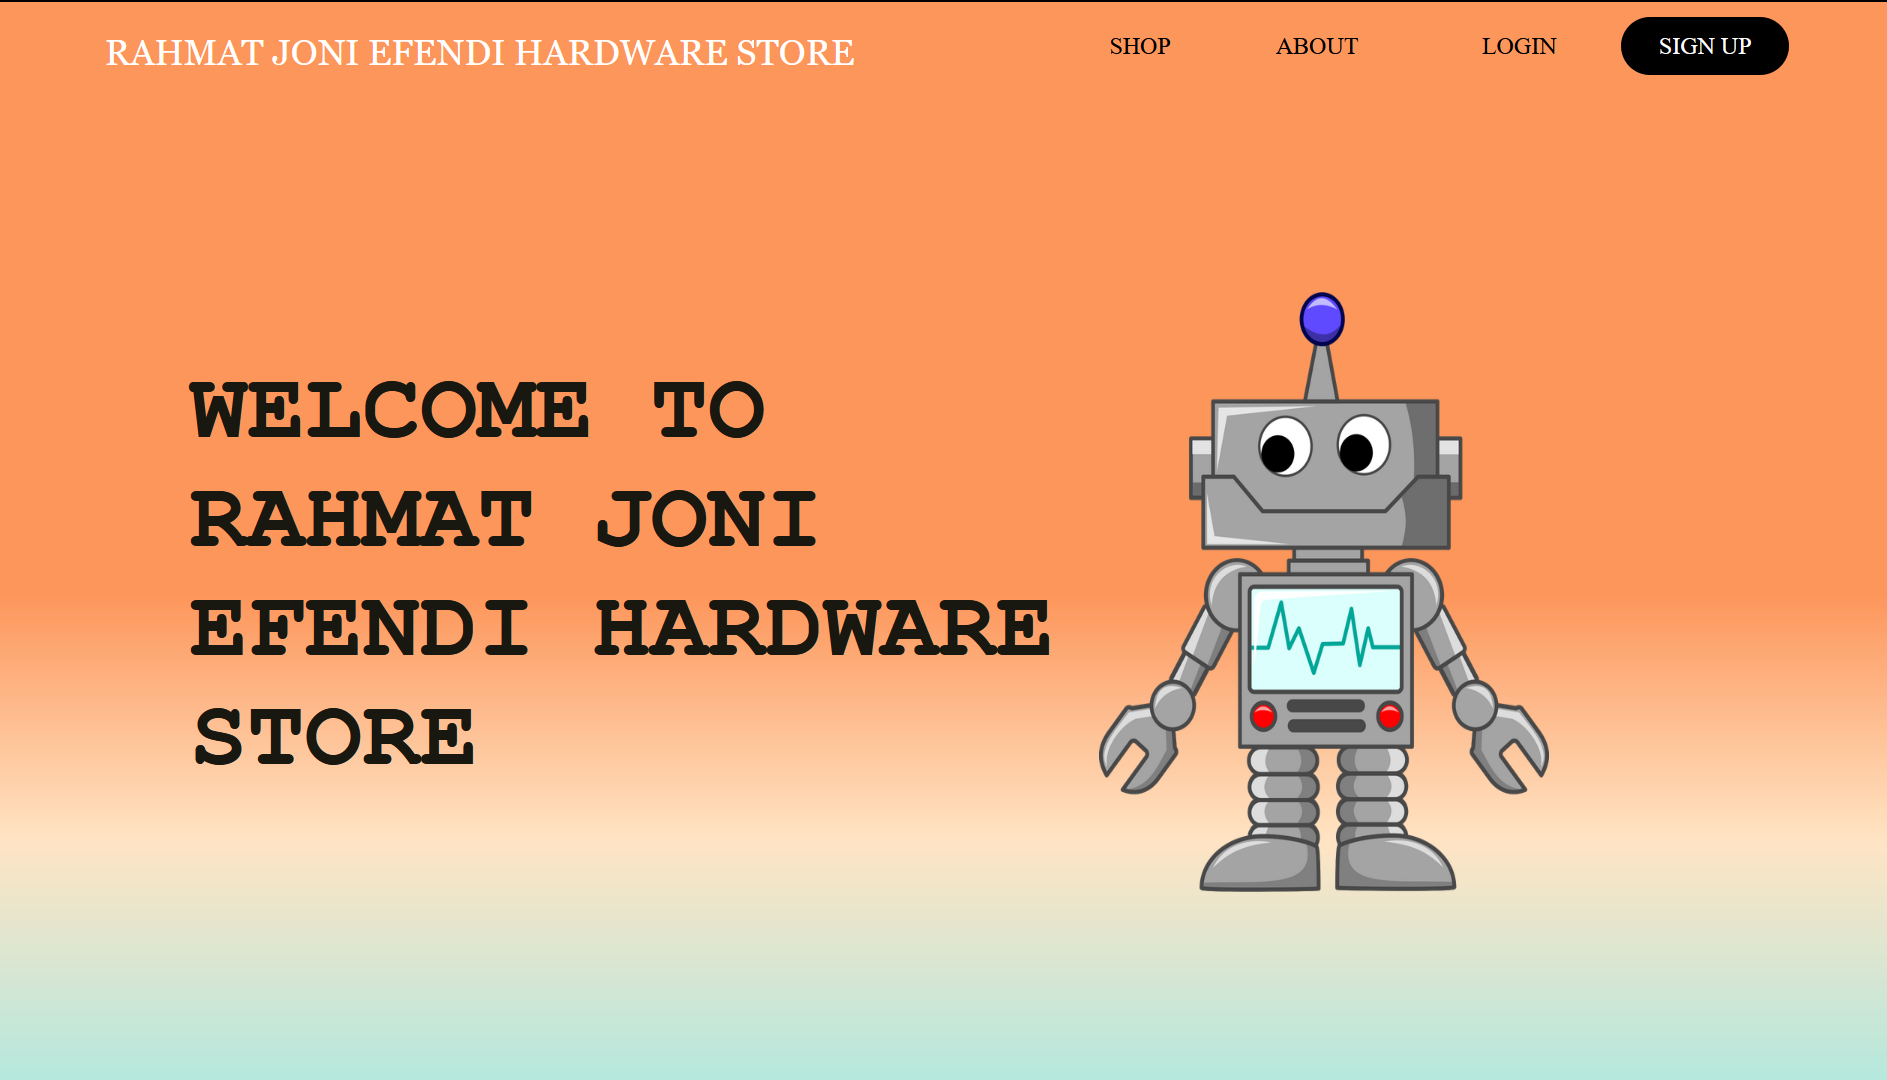 RAHMAT JONI EFENDI HARDWARE STORE
SHOP
ABOUT
LOGIN
SIGN UP
WELCOME TO
RAHMAT JONI
EFENDI HARDWARE
STORE